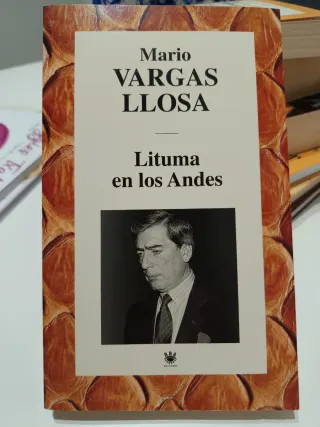 Mario
VARGAS
LLOSA
Lituma
en los Andes